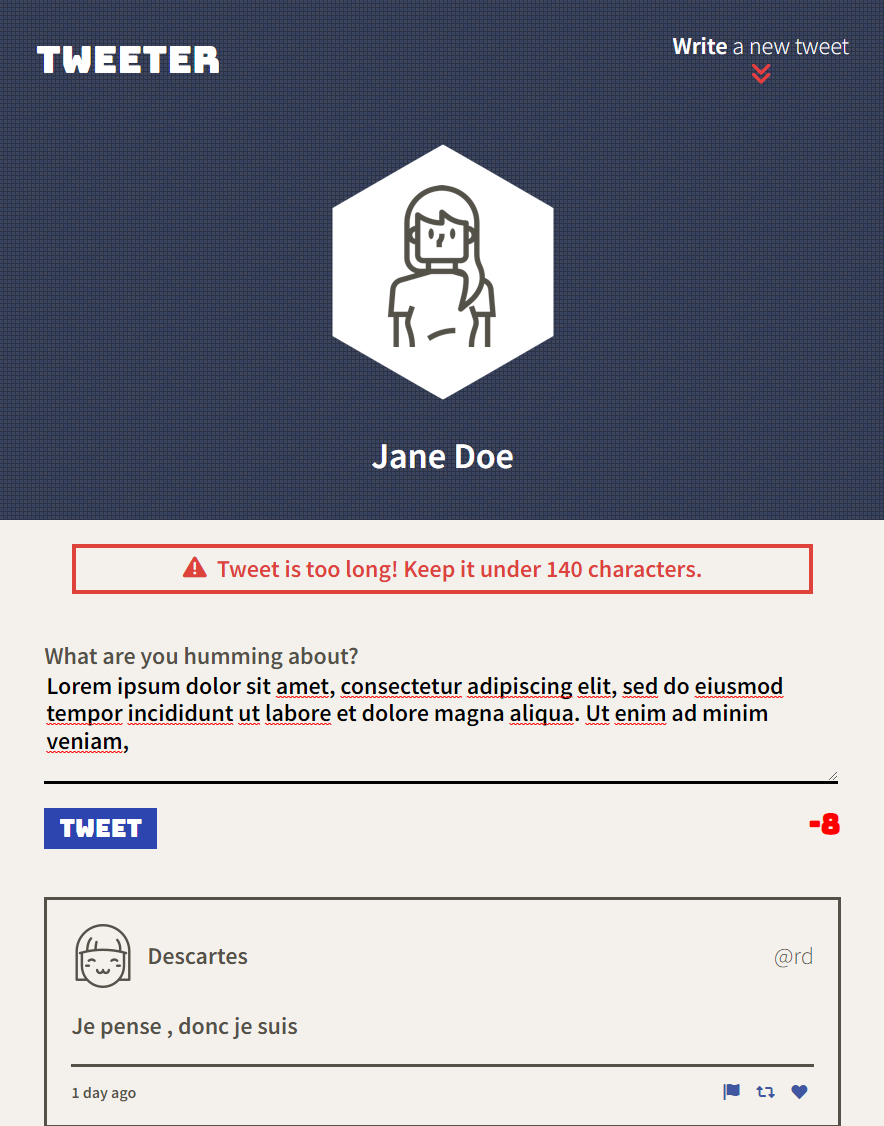 TWEETER
Write a new tweet
Jane Doe
Tweet is too long! Keep it under 140 characters.
What are you humming about?
Lorem ipsum dolor sit amet, consectetur adipiscing elit, sed do eiusmod
tempor incididunt ut labore et dolore magna aliqua. Ut enim ad minim
veniam,
TWEET
-8
Descartes
@rd
Je pense , donc je suis
1 day ago